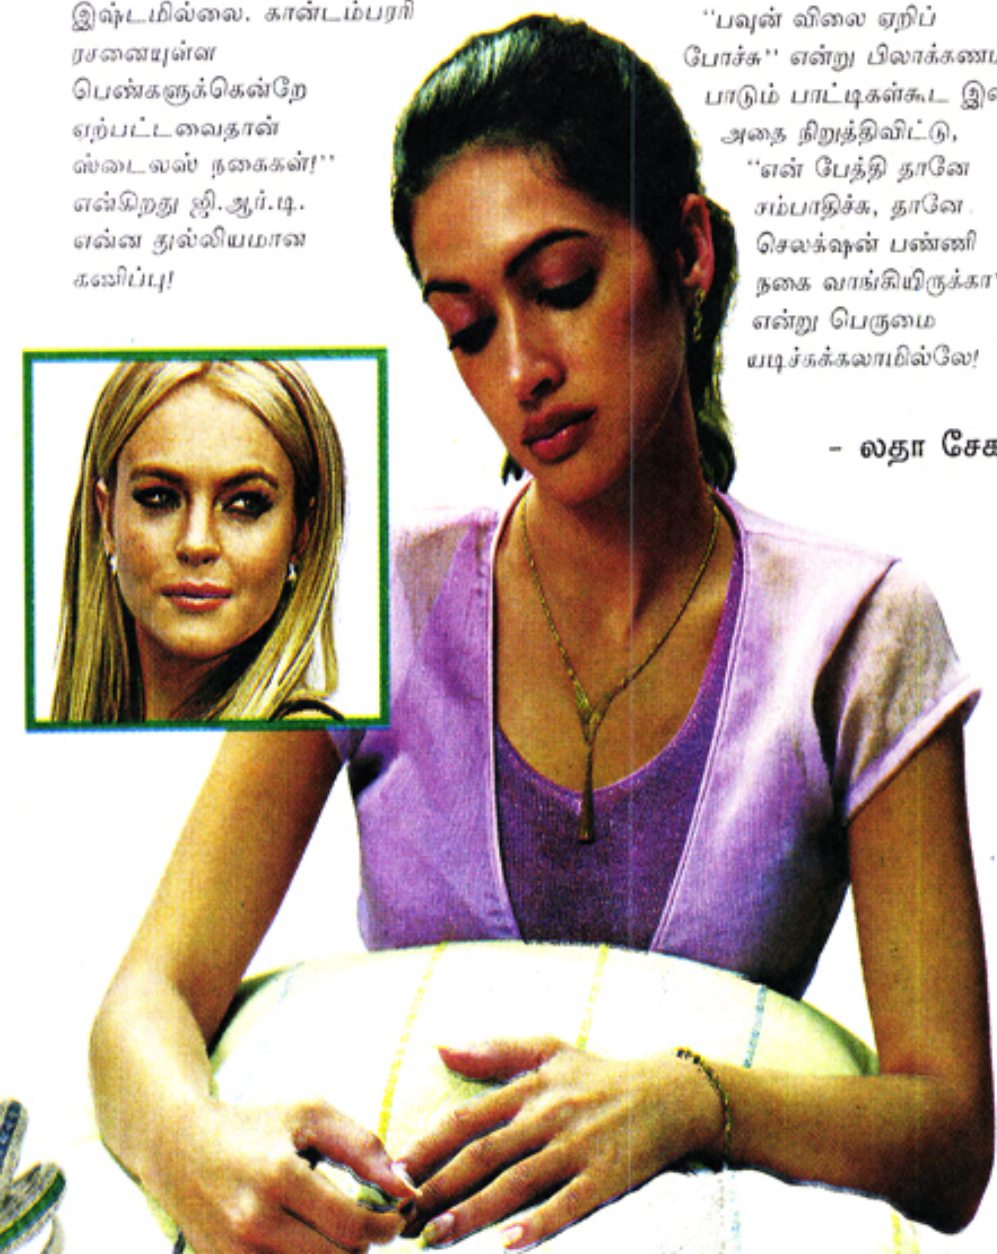 இஷ்டமில்லை. கான்டம்பரரி
ரசனையுள்ள
பெண்களுக்கென்றே
ஏற்பட்டவைதான்
ஸ்டைலஸ் நகைகள்!"
என்கிறது ஜி.ஆர்.டி.
என்ன துல்லியமான
கணிப்பு!
"பவுன் விலை ஏறிப்
போச்சு" என்று பிலாக்கணம்
பாடும் பாட்டிகள்கூட
அதை நிறுத்திவிட்டு,
"என் பேத்தி தானே
சம்பாதிச்சு, தானே
செலக்‌ஷன் பண்ணி
நகை வாங்கியிருக்கா"
என்று பெருமை
யடிச்சுக்கலாமில்லே!
- லதா